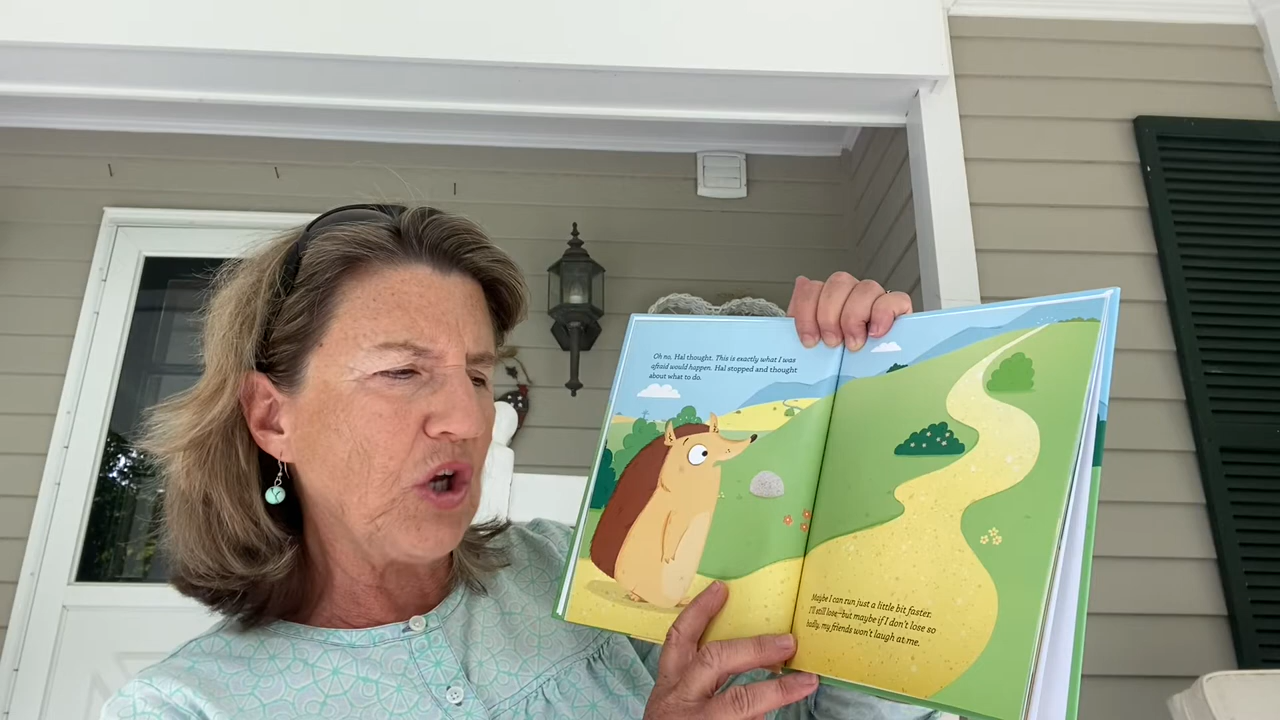 Oh no, Hal thought. This is exactly what I was
afraid would happen. Hal stopped and thought
about what to do.
Maybe I can run just a little bit faster.
I'll still lose—but maybe if I don't lose so
badly, my friends won't laugh at me.